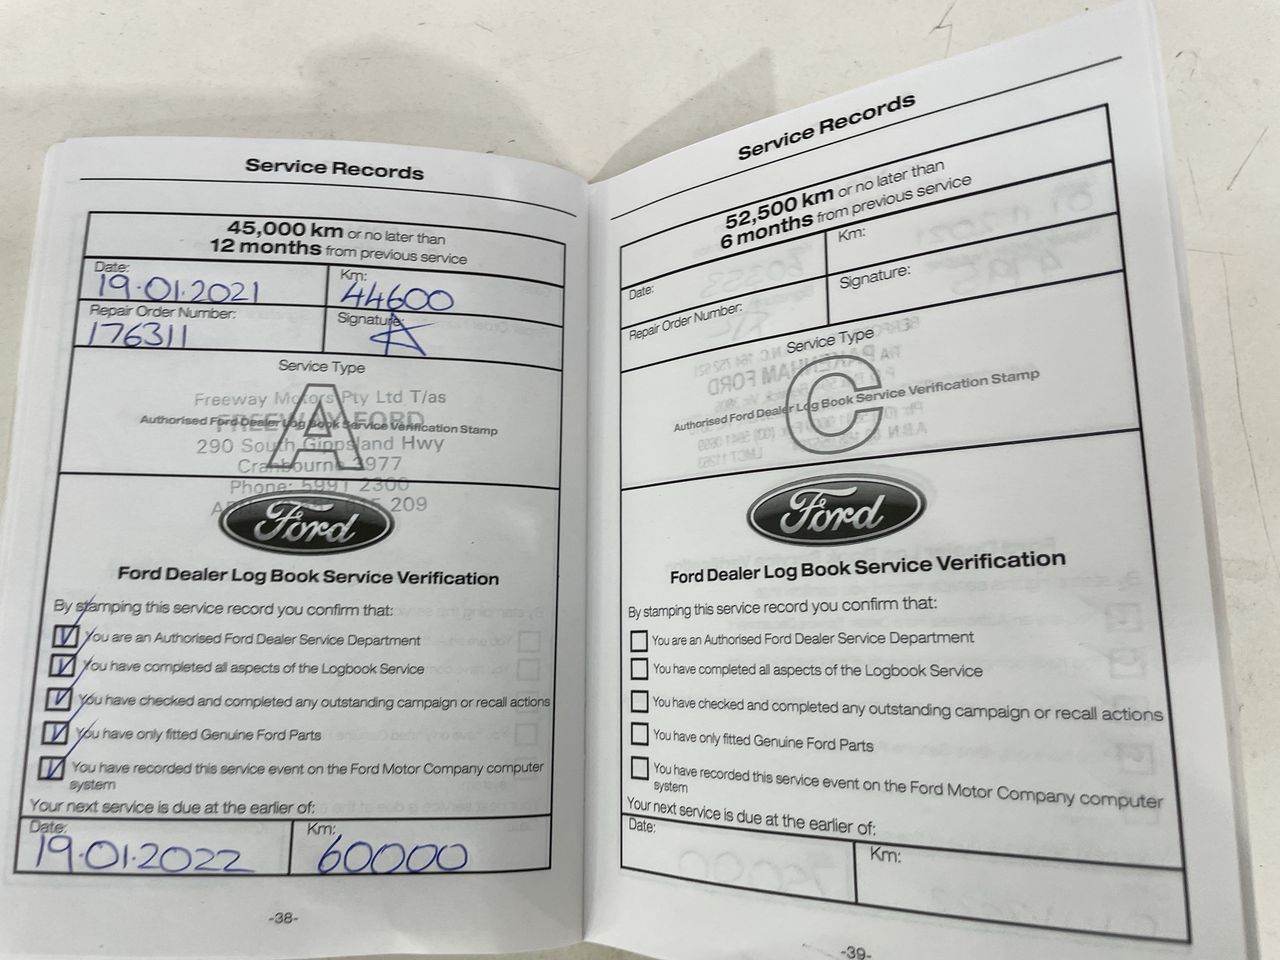 Service Records
45,000 km or no later than
12 months from previous service
Date:
19.01.2021
Km:
44600
Repair Order Number:
176311
Signature:
Service Type
A
Freeway Motors Pty Ltd T/as
FREEWAY FORD
Authorised Ford Dealer Log Book Service Verification Stamp
290 South Gippsland Hwy
Cranbourne 3977
Phone: 5991 2300
209
Ford
Ford Dealer Log Book Service Verification
By stamping this service record you confirm that:
You are an Authorised Ford Dealer Service Department
You have completed all aspects of the Logbook Service
You have checked and completed any outstanding campaign or recall actions
You have only fitted Genuine Ford Parts
You have recorded this service event on the Ford Motor Company computer
system
Your next service is due at the earlier of:
Date:
19.01.2022
Km:
60000
-38-
Service Records
52,500 km or no later than
6 months from previous service
Date:
Km:
Repair Order Number:
Signature:
Service Type
C
Authorised Ford Dealer Log Book Service Verification Stamp
Ford
Ford Dealer Log Book Service Verification
By stamping this service record you confirm that:
You are an Authorised Ford Dealer Service Department
You have completed all aspects of the Logbook Service
You have checked and completed any outstanding campaign or recall actions
You have only fitted Genuine Ford Parts
You have recorded this service event on the Ford Motor Company computer
system
Your next service is due at the earlier of:
Date:
Km:
-39-